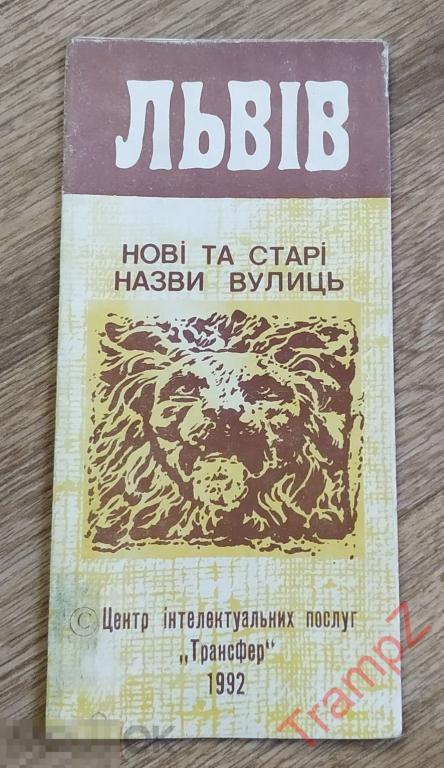 ЛЬВІВ
НОВІ ТА СТАРІ
НАЗВИ ВУЛИЦЬ
© Центр інтелектуальних послуг
„Трансфер“
1992
TrampZ